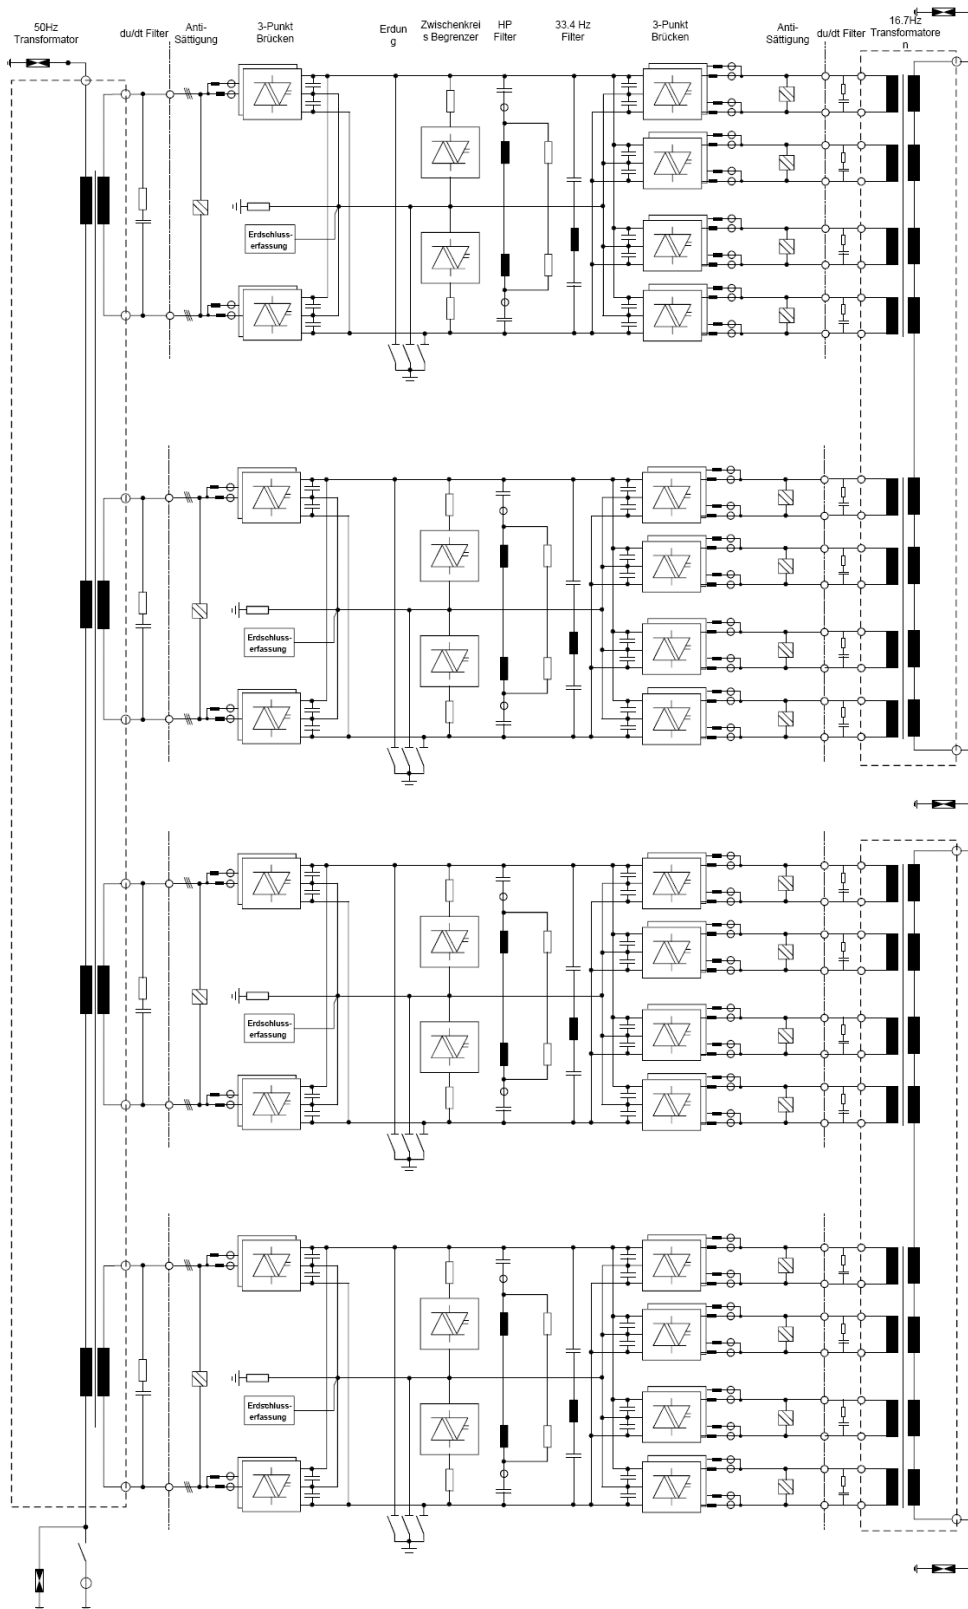 50Hz
Transformator
du/dt Filter
Anti-
Sättigung
3-Punkt
Brücken
Erdun
g
Zwischenkrei
s Begrenzer
HP
Filter
33.4 Hz
Filter
3-Punkt
Brücken
Anti-
Sättigung
du/dt Filter
16.7Hz
Transformatore
n
Erdschluss-
erfassung
Erdschluss-
erfassung
Erdschluss-
erfassung
Erdschluss-
erfassung